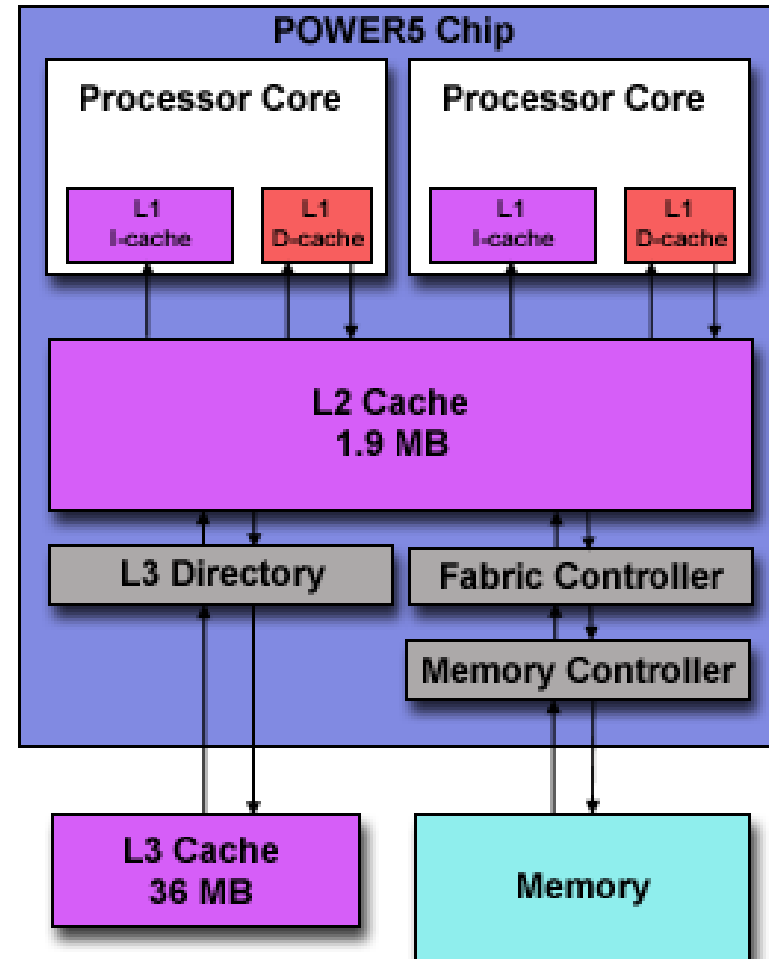 POWER5 Chip
Processor Core
Processor Core
L1
I-cache
L1
D-cache
L1
I-cache
L1
D-cache
L2 Cache
1.9 MB
L3 Directory
Fabric Controller
Memory Controller
L3 Cache
36 MB
Memory